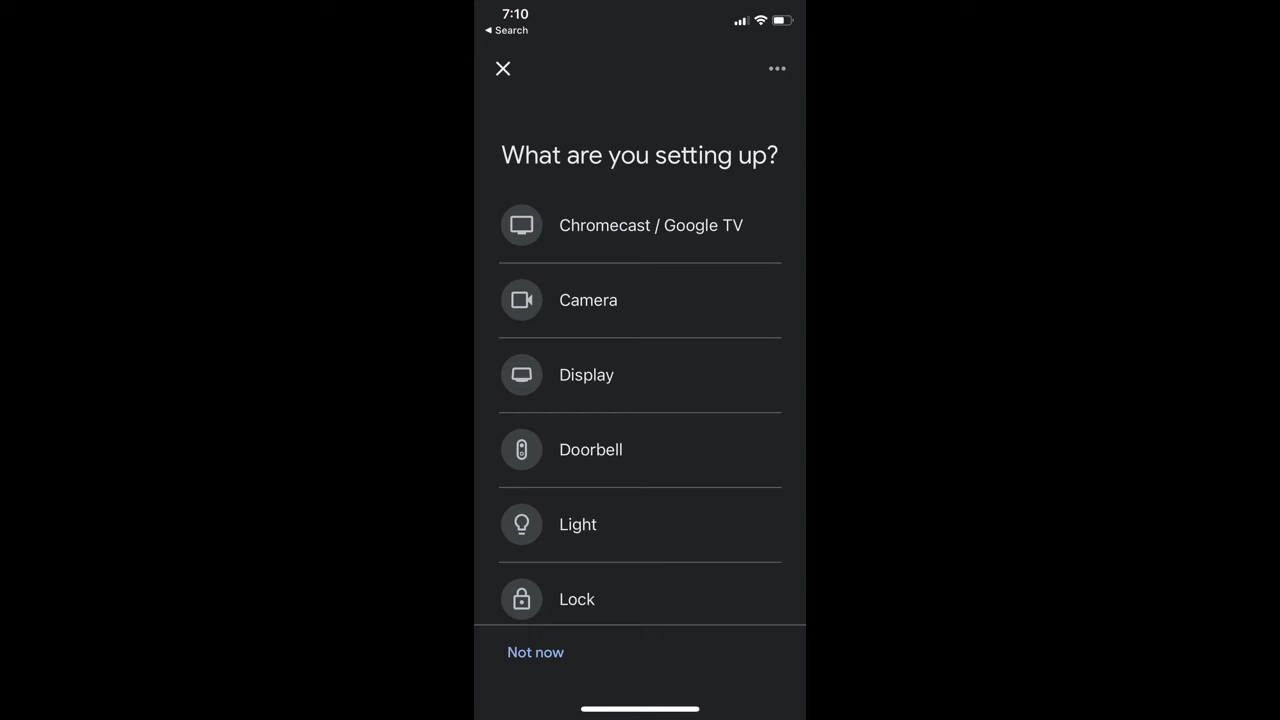 7:10
Search
What are you setting up?
Chromecast / Google TV
Camera
Display
Doorbell
Light
Lock
Not now